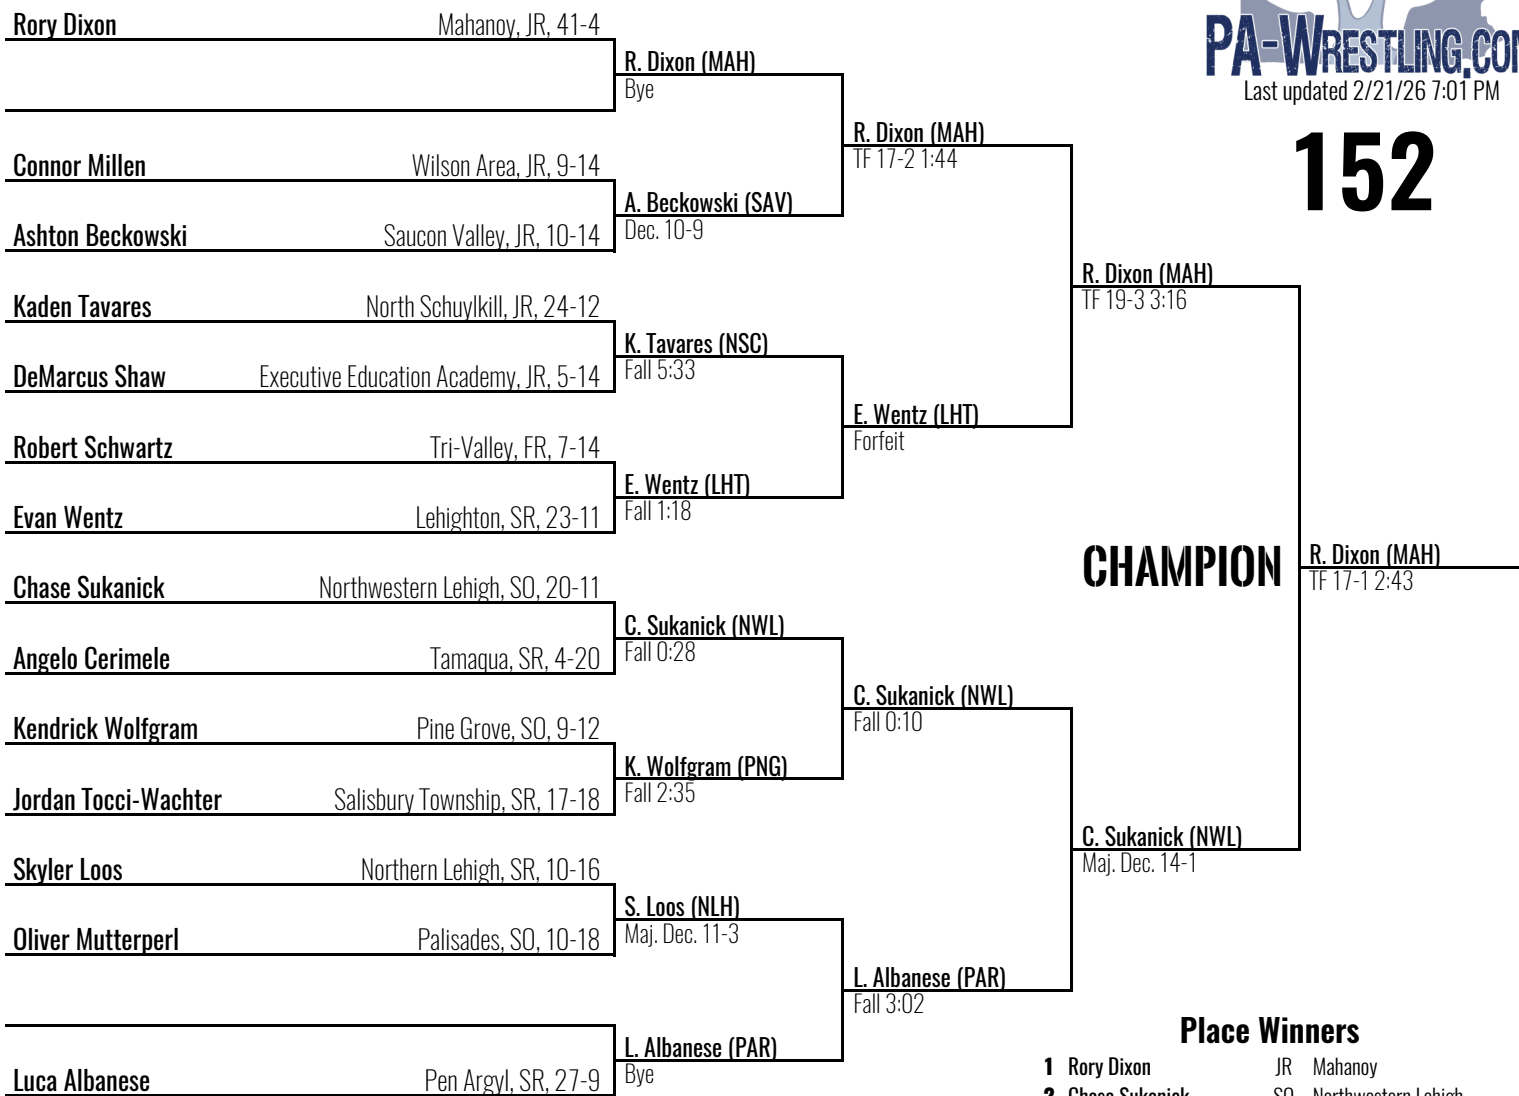 Rory Dixon Mahanoy, JR, 41-4
PA-WRESTLING.CO
Last updated 2/21/26 7:01 PM
152
R. Dixon (MAH)
Bye
R. Dixon (MAH)
TF 17-2 1:44
Connor Millen Wilson Area, JR, 9-14
A. Beckowski (SAV)
Dec. 10-9
Ashton Beckowski Saucon Valley, JR, 10-14
R. Dixon (MAH)
TF 19-3 3:16
Kaden Tavares North Schuylkill, JR, 24-12
K. Tavares (NSC)
Fall 5:33
DeMarcus Shaw Executive Education Academy, JR, 5-14
E. Wentz (LHT)
Forfeit
Robert Schwartz Tri-Valley, FR, 7-14
E. Wentz (LHT)
Fall 1:18
Evan Wentz Lehighton, SR, 23-11
CHAMPION
R. Dixon (MAH)
TF 17-1 2:43
Chase Sukanick Northwestern Lehigh, SO, 20-11
C. Sukanick (NWL)
Fall 0:28
Angelo Cerimele Tamaqua, SR, 4-20
C. Sukanick (NWL)
Fall 0:10
Kendrick Wolfgram Pine Grove, SO, 9-12
K. Wolfgram (PNG)
Fall 2:35
Jordan Tocci-Wachter Salisbury Township, SR, 17-18
C. Sukanick (NWL)
Maj. Dec. 14-1
Skyler Loos Northern Lehigh, SR, 10-16
S. Loos (NLH)
Maj. Dec. 11-3
Oliver Mutterperl Palisades, SO, 10-18
L. Albanese (PAR)
Fall 3:02
L. Albanese (PAR)
Bye
Luca Albanese Pen Argyl, SR, 27-9
Place Winners
1 Rory Dixon JR Mahanoy
2 Chase Sukanick SO Northwestern Lehigh